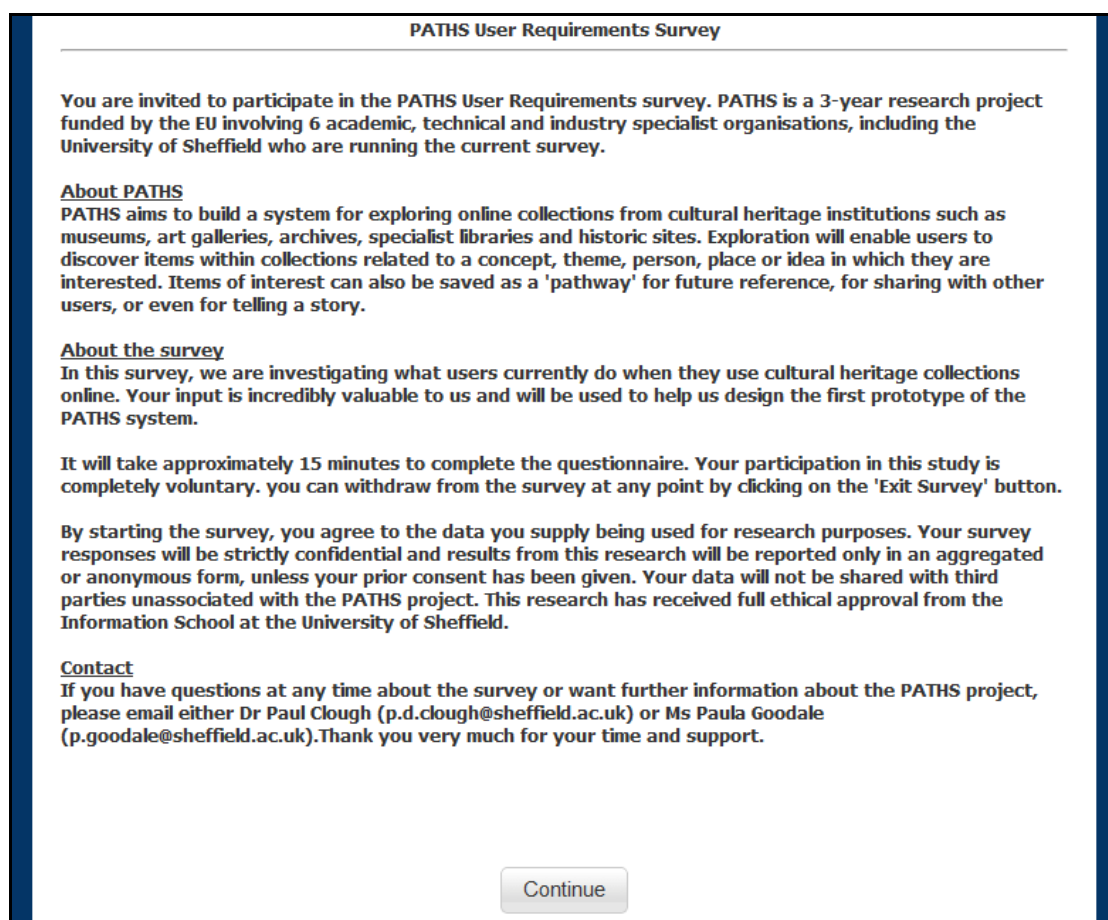 PATHS User Requirements Survey
You are invited to participate in the PATHS User Requirements survey. PATHS is a 3-year research project
funded by the EU involving 6 academic, technical and industry specialist organisations, including the
University of Sheffield who are running the current survey.
About PATHS
PATHS aims to build a system for exploring online collections from cultural heritage institutions such as
museums, art galleries, archives, specialist libraries and historic sites. Exploration will enable users to
discover items within collections related to a concept, theme, person, place or idea in which they are
interested. Items of interest can also be saved as a 'pathway' for future reference, for sharing with other
users, or even for telling a story.
About the survey
In this survey, we are investigating what users currently do when they use cultural heritage collections
online. Your input is incredibly valuable to us and will be used to help us design the first prototype of the
PATHS system.
It will take approximately 15 minutes to complete the questionnaire. Your participation in this study is
completely voluntary. you can withdraw from the survey at any point by clicking on the 'Exit Survey' button.
By starting the survey, you agree to the data you supply being used for research purposes. Your survey
responses will be strictly confidential and results from this research will be reported only in an aggregated
or anonymous form, unless your prior consent has been given. Your data will not be shared with third
parties unassociated with the PATHS project. This research has received full ethical approval from the
Information School at the University of Sheffield.
Contact
If you have questions at any time about the survey or want further information about the PATHS project,
please email either Dr Paul Clough (p.d.clough@sheffield.ac.uk) or Ms Paula Goodale
(p.goodale@sheffield.ac.uk).Thank you very much for your time and support.
Continue